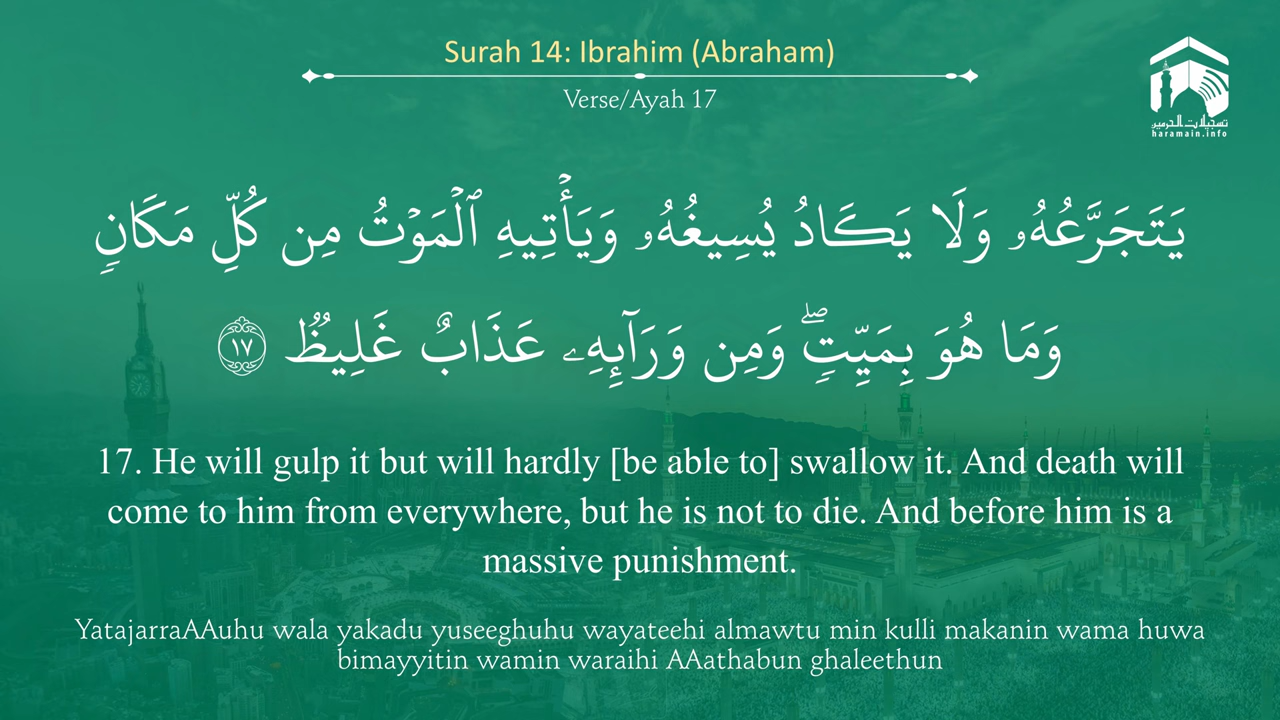 Surah 14: Ibrahim (Abraham)
Verse/Ayah 17
تسجيلات الحرمين
haramain.info
يَتَجَرَّعُهُۥ وَلَا يَكَادُ يُسِيغُهُۥ وَيَأۡتِيهِ ٱلۡمَوۡتُ مِن كُلِّ مَكَانٖ
وَمَا هُوَ بِمَيِّتٖۖ وَمِن وَرَآئِهِۦ عَذَابٌ غَلِيظٞ ١٧
17. He will gulp it but will hardly [be able to] swallow it. And death will
come to him from everywhere, but he is not to die. And before him is a
massive punishment.
YatajarraAAuhu wala yakadu yuseeghuhu wayateehi almawtu min kulli makanin wama huwa
bimayyitin wamin waraihi AAathabun ghaleethun